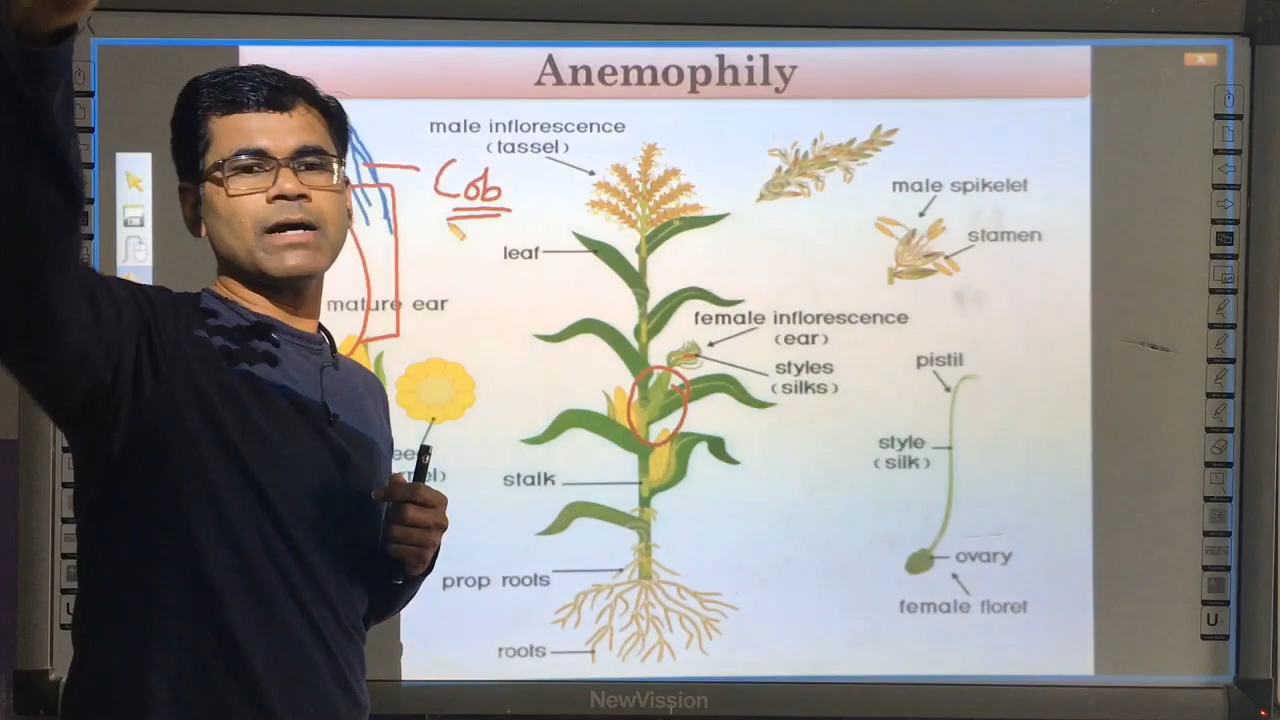 Anemophily
male inflorescence
(tassel)
Cob
male spikelet
stamen
leaf
mature ear
female inflorescence
(ear)
styles
(silks)
pistil
style
(silk)
stalk
ovary
prop roots
female floret
roots
NewVission